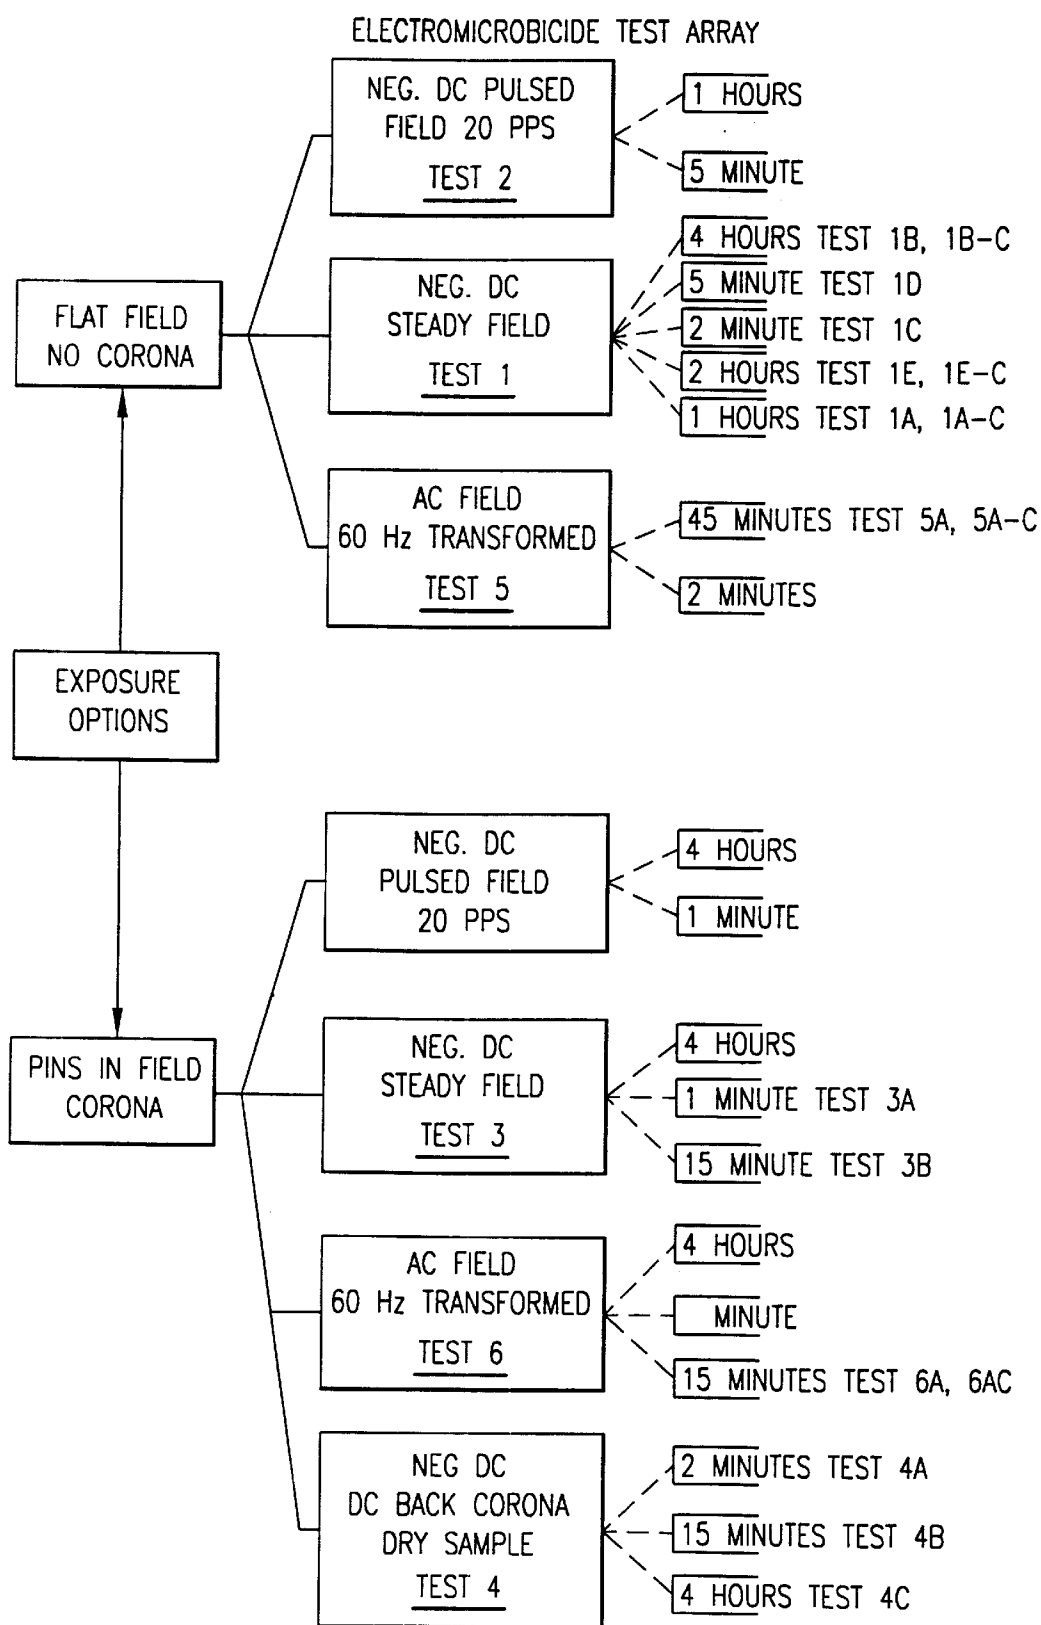 ELECTROMICROBICIDE TEST ARRAY
NEG. DC PULSED
FIELD 20 PPS
TEST 2
1 HOURS
5 MINUTE
FLAT FIELD
NO CORONA
NEG. DC
STEADY FIELD
TEST 1
4 HOURS TEST 1B, 1B-C
5 MINUTE TEST 1D
2 MINUTE TEST 1C
2 HOURS TEST 1E, 1E-C
1 HOURS TEST 1A, 1A-C
AC FIELD
60 Hz TRANSFORMED
TEST 5
45 MINUTES TEST 5A, 5A-C
2 MINUTES
EXPOSURE
OPTIONS
NEG. DC
PULSED FIELD
20 PPS
4 HOURS
1 MINUTE
PINS IN FIELD
CORONA
NEG. DC
STEADY FIELD
TEST 3
4 HOURS
1 MINUTE TEST 3A
15 MINUTE TEST 3B
AC FIELD
60 Hz TRANSFORMED
TEST 6
4 HOURS
MINUTE
15 MINUTES TEST 6A, 6AC
NEG DC
DC BACK CORONA
DRY SAMPLE
TEST 4
2 MINUTES TEST 4A
15 MINUTES TEST 4B
4 HOURS TEST 4C